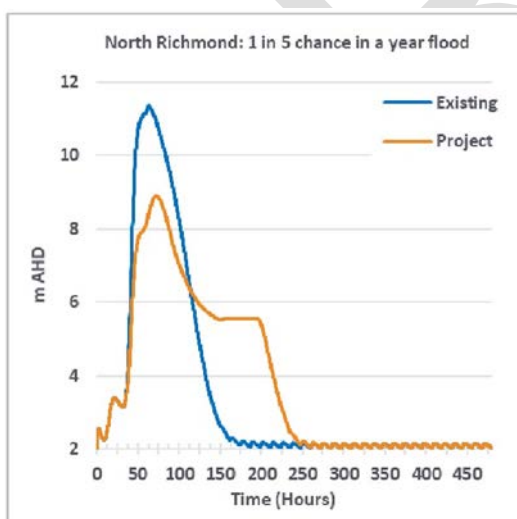 North Richmond: 1 in 5 chance in a year flood
12
10
8
6
4
2
m AHD
Existing
Project
0 50 100 150 200 250 300 350 400 450
Time (Hours)